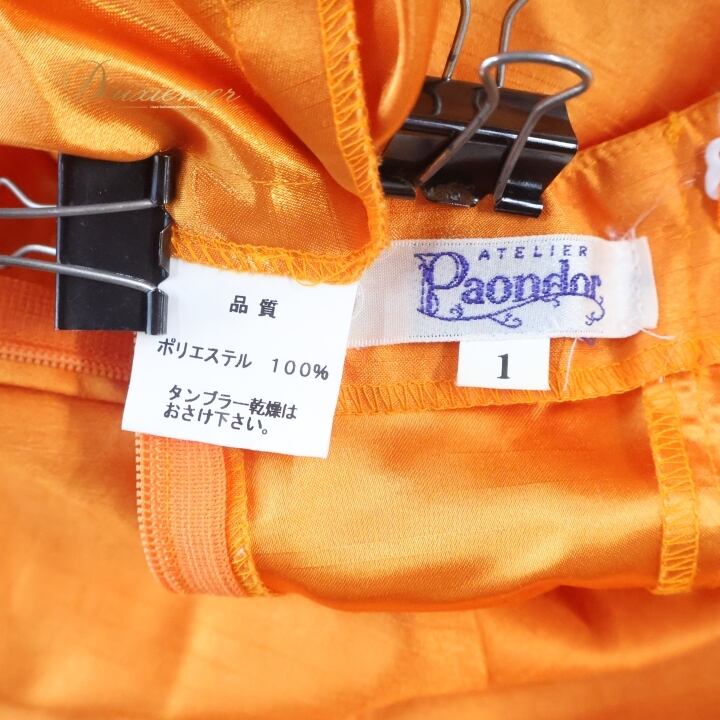 Duxiemer
ATELIER
Paondor
1
品質
ポリエステル 100%
タンブラー乾燥は
おさけ下さい。